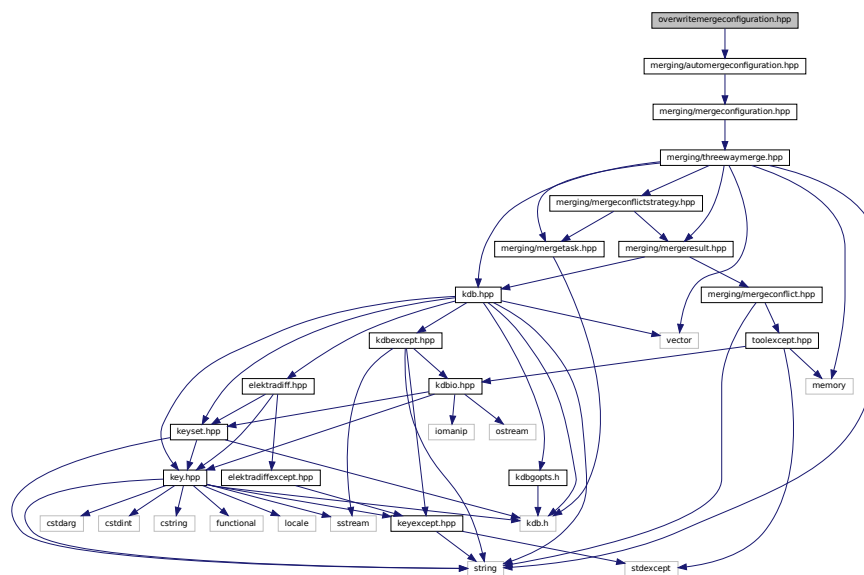 overwritemergeconfiguration.hpp
merging/automergeconfiguration.hpp
merging/mergeconfiguration.hpp
merging/threewaymerge.hpp
merging/mergeconflictstrategy.hpp
merging/mergetask.hpp
merging/mergeresult.hpp
kdb.hpp
merging/mergeconflict.hpp
kdbexcept.hpp
vector
toolexcept.hpp
elektradiff.hpp
kdbio.hpp
memory
keyset.hpp
iomanip
ostream
key.hpp
elektradiffexcept.hpp
kdbgopts.h
cstdarg
cstdint
cstring
functional
locale
sstream
keyexcept.hpp
kdb.h
string
stdexcept